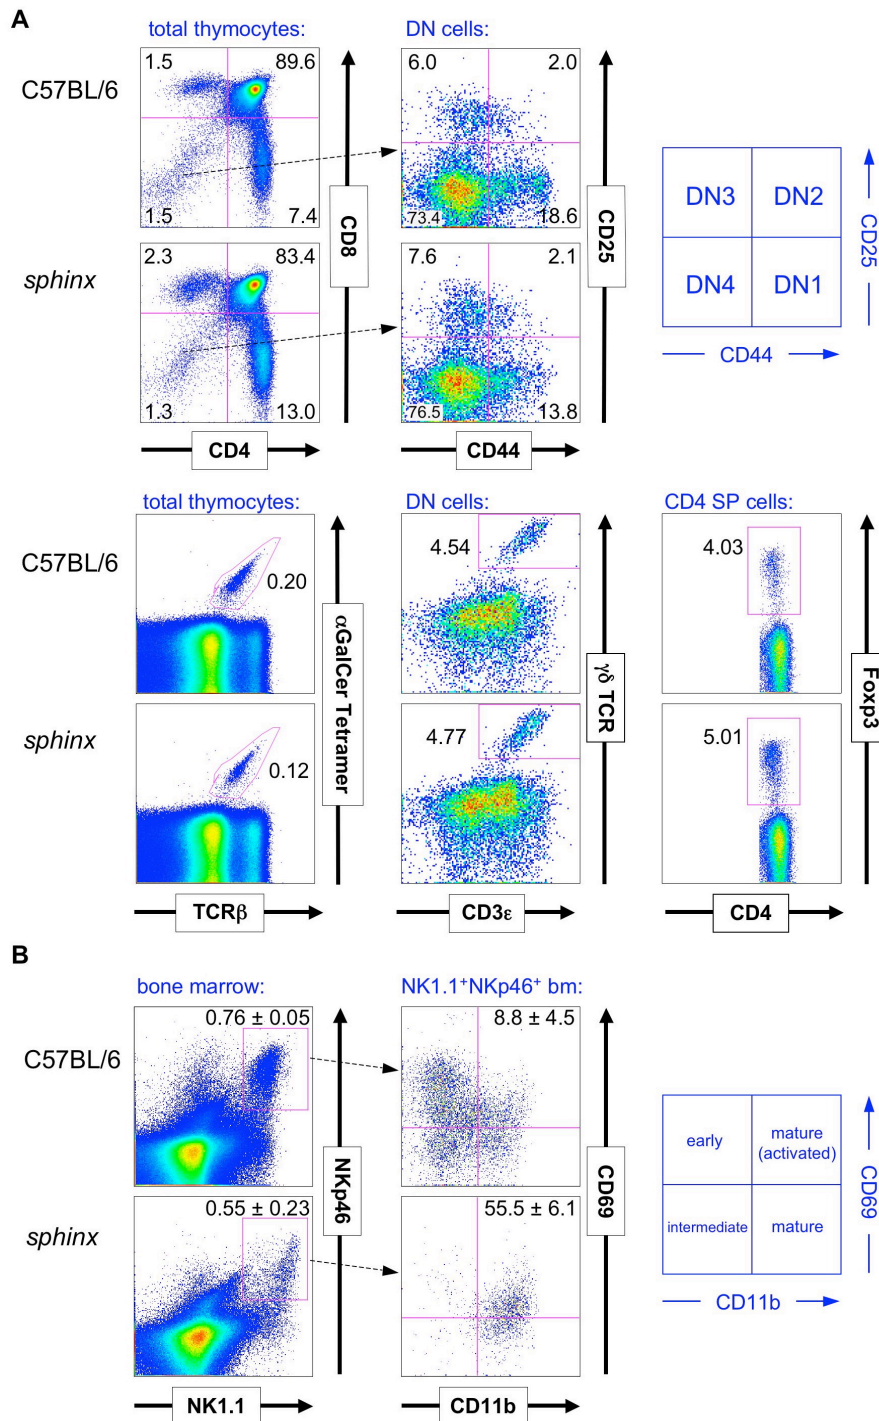 A
total thymocytes:
DN cells:
C57BL/6
1.5
89.6
1.5
7.4
CD8
6.0
2.0
73.4
18.6
CD25
DN3
DN2
DN4
DN1
CD25
CD44
sphinx
2.3
83.4
1.3
13.0
7.6
2.1
76.5
13.8
CD4
CD44
total thymocytes:
DN cells:
CD4 SP cells:
C57BL/6
0.20
αGalCer Tetramer
4.54
γδ TCR
4.03
Foxp3
sphinx
0.12
4.77
5.01
TCRβ
CD3ε
CD4
B
bone marrow:
NK1.1⁺NKp46⁺ bm:
C57BL/6
0.76 ± 0.05
NKp46
8.8 ± 4.5
CD69
early
mature
(activated)
intermediate
mature
CD69
CD11b
sphinx
0.55 ± 0.23
55.5 ± 6.1
NK1.1
CD11b